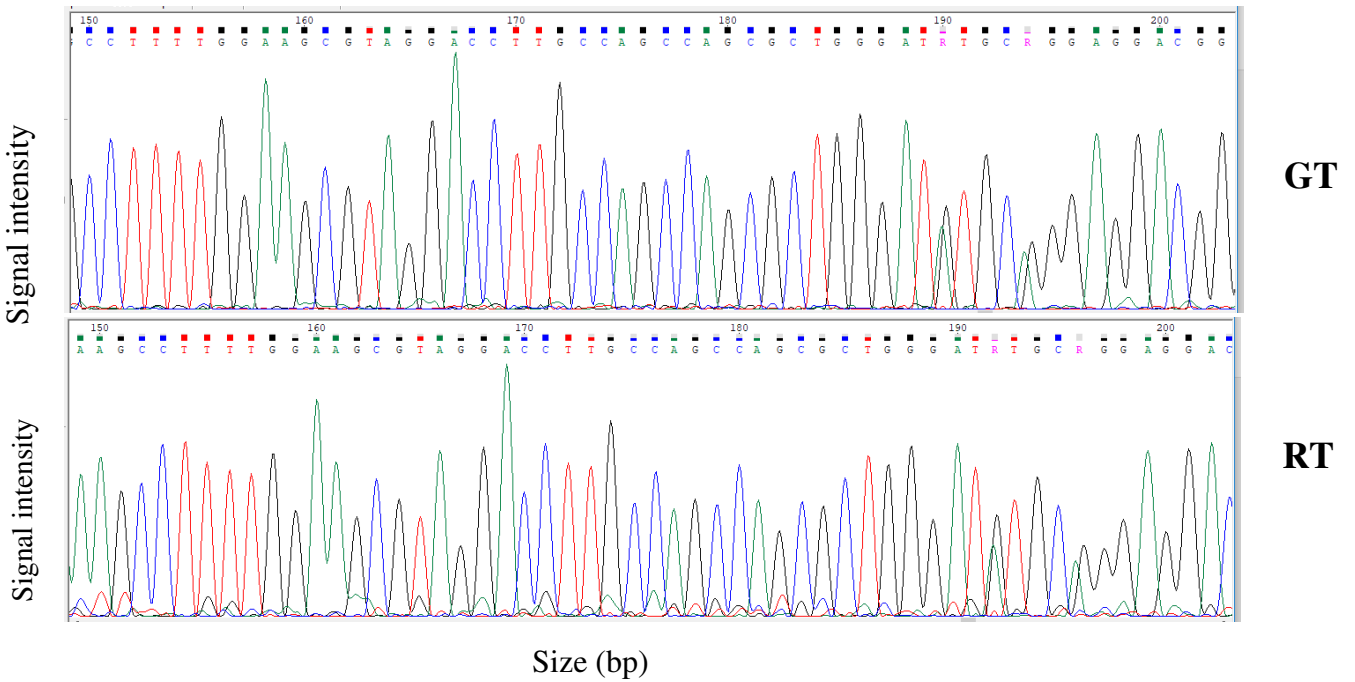 150 160 170 180 190 200
G C C T T T T G G A A G C G T A G G A C C T T G C C A G C C A G C G C T G G G A T R T G C R G G A G G A C G G
Signal intensity
GT
150 160 170 180 190 200
A A G C C T T T T G G A A G C G T A G G A C C T T G C C A G C C A G C G C T G G G A T R T G C R G G A G G A C
Signal intensity
RT
Size (bp)